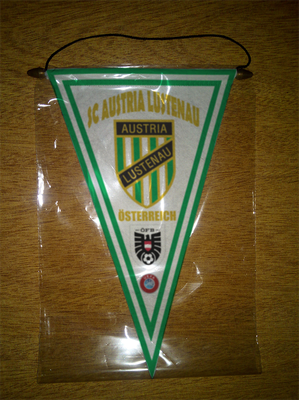 SC AUSTRIA LUSTENAU
AUSTRIA
LUSTENAU
ÖSTERREICH
ÖFB